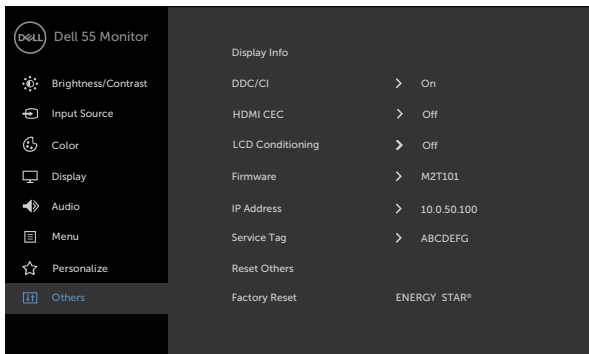 DELL Dell 55 Monitor
Display Info
Brightness/Contrast DDC/CI On
Input Source HDMI CEC Off
Color LCD Conditioning Off
Display Firmware M2T101
Audio IP Address 10.0.50.100
Menu Service Tag ABCDEFG
Personalize Reset Others
Others Factory Reset ENERGY STAR®